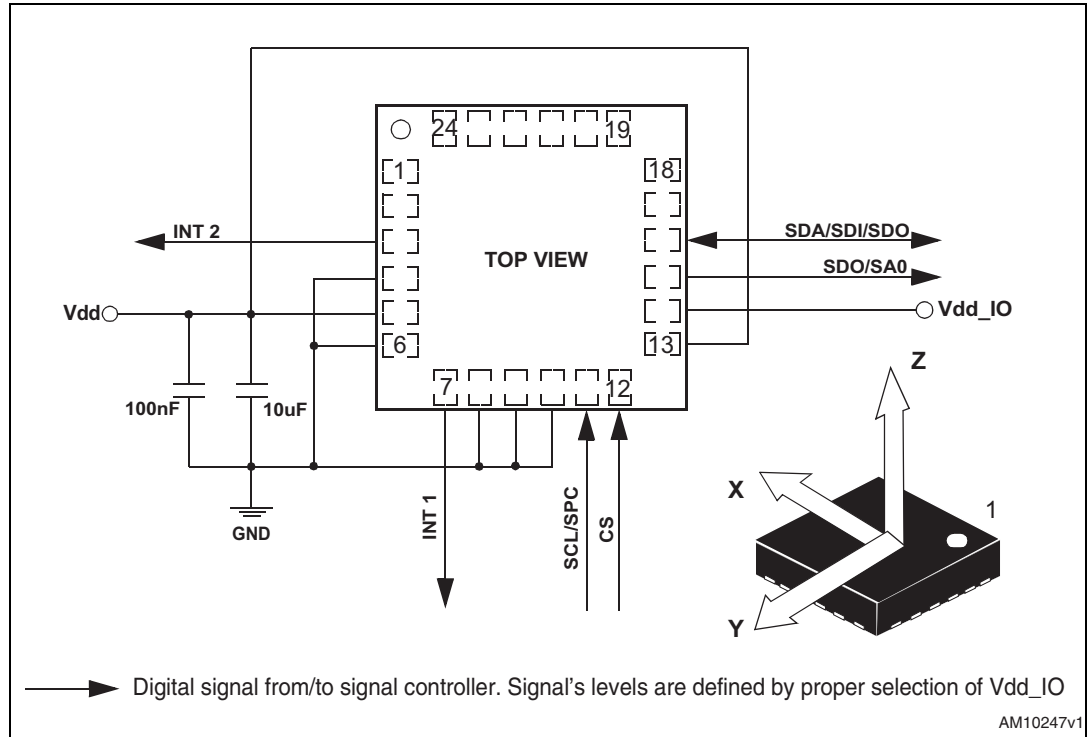 24
19
1
18
INT 2
SDA/SDI/SDO
TOP VIEW
SDO/SA0
Vdd
Vdd_IO
6
13
Z
7
12
100nF
10uF
X
1
INT 1
SCL/SPC
CS
GND
Y
Digital signal from/to signal controller. Signal's levels are defined by proper selection of Vdd_IO
AM10247v1